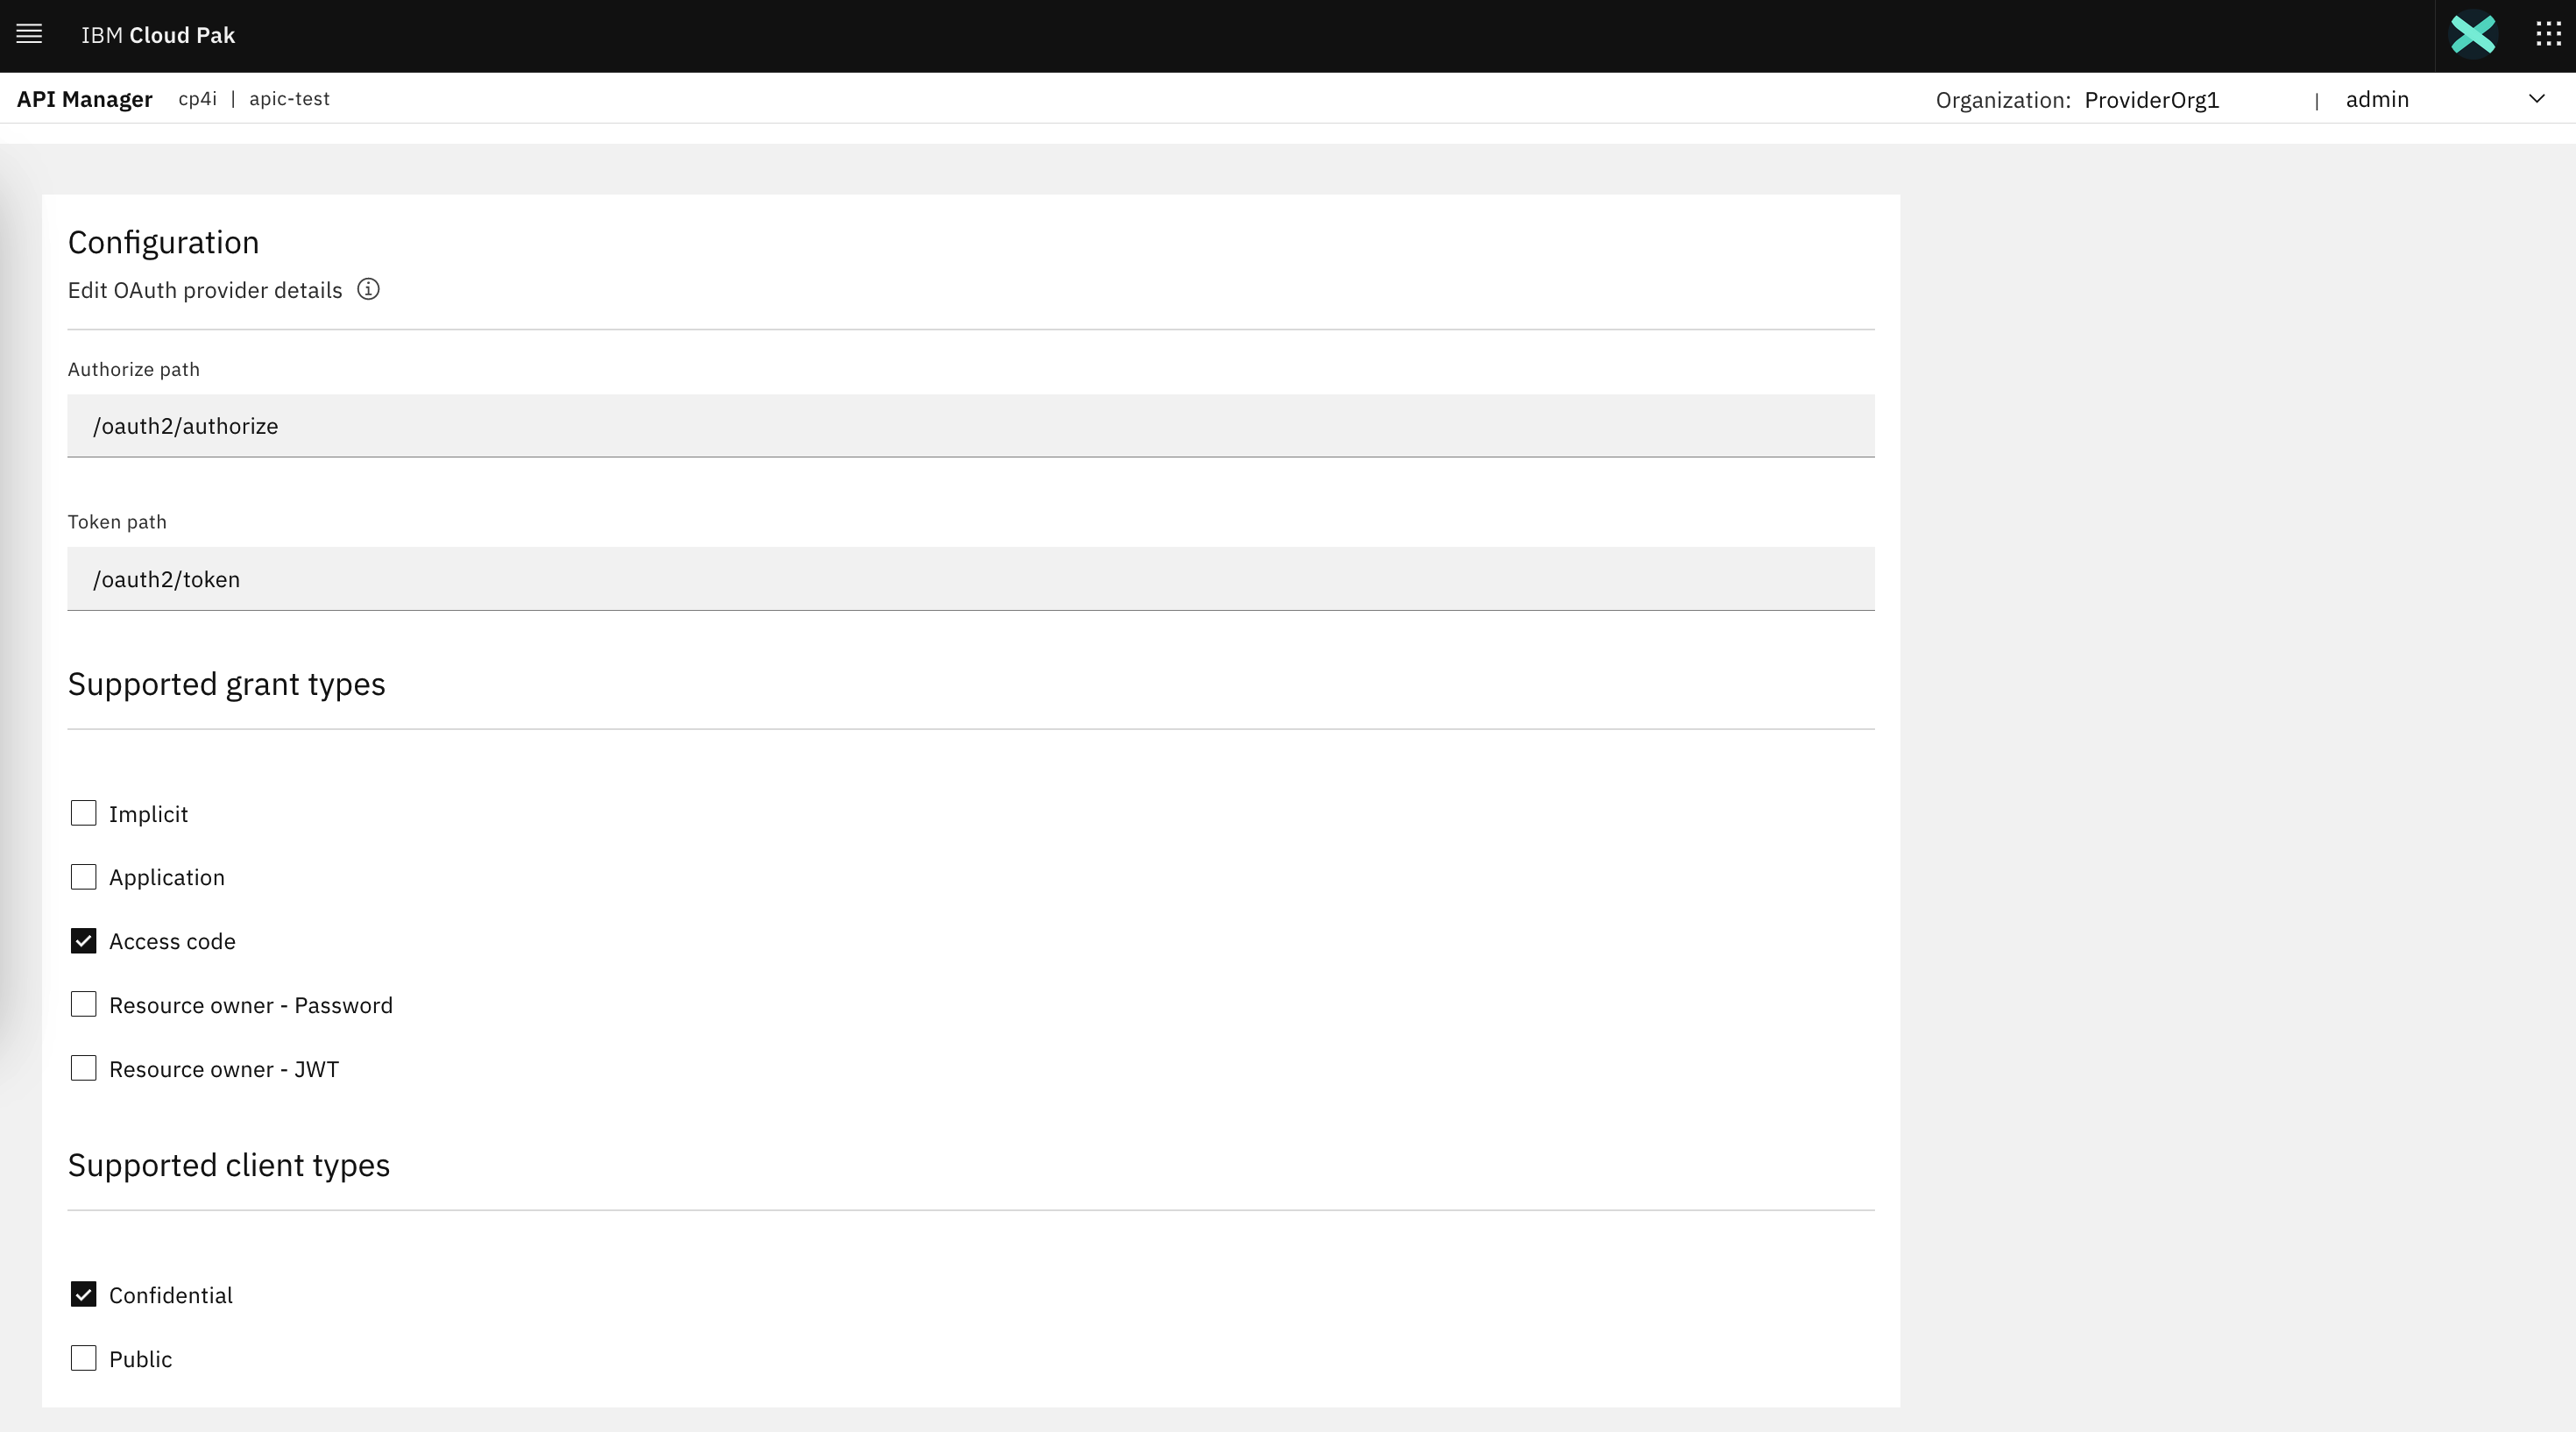 IBM Cloud Pak
API Manager cp4i | apic-test Organization: ProviderOrg1 | admin
Configuration
Edit OAuth provider details
Authorize path
/oauth2/authorize
Token path
/oauth2/token
Supported grant types
Implicit
Application
Access code
Resource owner - Password
Resource owner - JWT
Supported client types
Confidential
Public